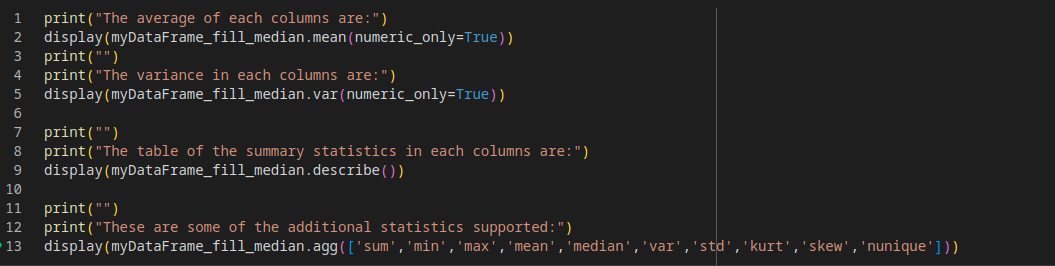 1 print("The average of each columns are:")
2 display(myDataFrame_fill_median.mean(numeric_only=True))
3 print("")
4 print("The variance in each columns are:")
5 display(myDataFrame_fill_median.var(numeric_only=True))
6
7 print("")
8 print("The table of the summary statistics in each columns are:")
9 display(myDataFrame_fill_median.describe())
10
11 print("")
12 print("These are some of the additional statistics supported:")
13 display(myDataFrame_fill_median.agg(['sum','min','max','mean','median','var','std','kurt','skew','nunique']))